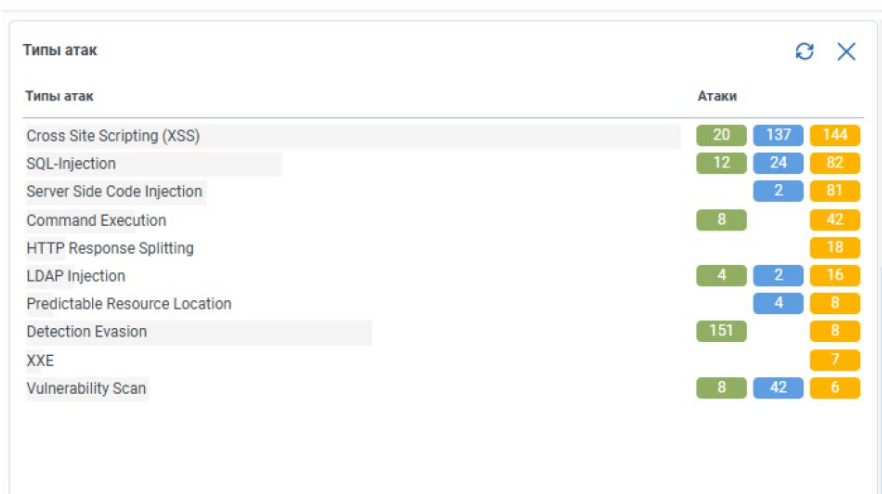 Типы атак
Типы атак Атаки
Cross Site Scripting (XSS) 20 137 144
SQL-Injection 12 24 82
Server Side Code Injection 2 81
Command Execution 8 42
HTTP Response Splitting 18
LDAP Injection 4 2 16
Predictable Resource Location 4 8
Detection Evasion 151 8
XXE 7
Vulnerability Scan 8 42 6